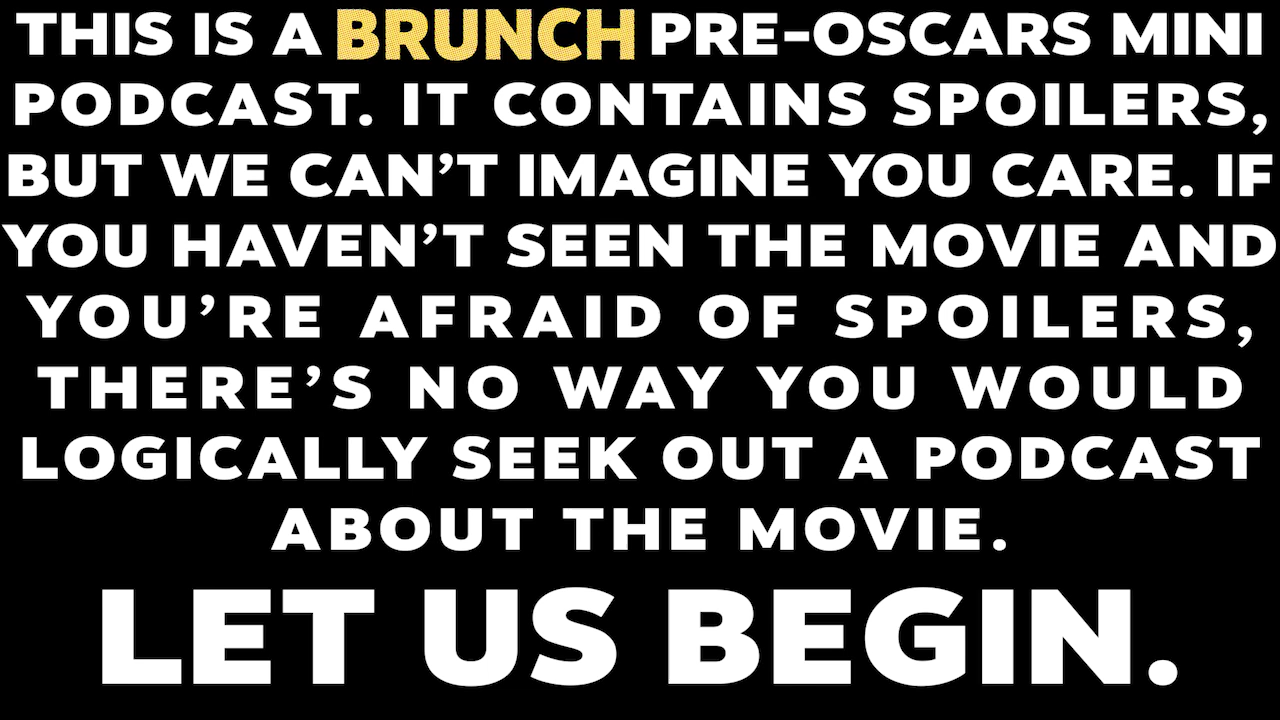 THIS IS A BRUNCH PRE-OSCARS MINI
PODCAST. IT CONTAINS SPOILERS,
BUT WE CAN’T IMAGINE YOU CARE. IF
YOU HAVEN’T SEEN THE MOVIE AND
YOU’RE AFRAID OF SPOILERS,
THERE’S NO WAY YOU WOULD
LOGICALLY SEEK OUT A PODCAST
ABOUT THE MOVIE.
LET US BEGIN.